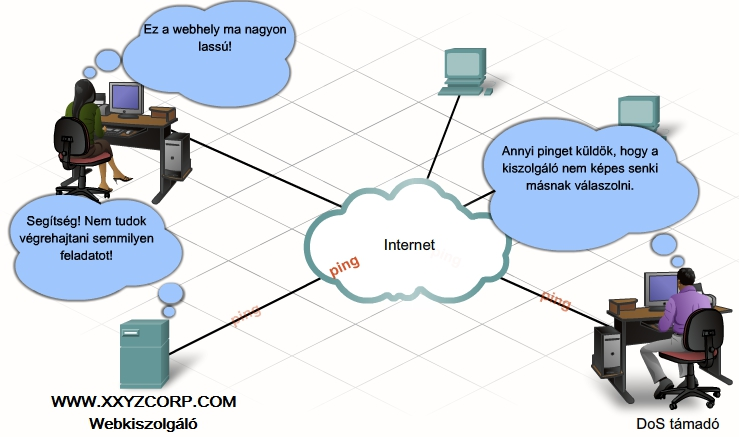 Ez a webhely ma nagyon
lassú!
Annyi pinget küldök, hogy a
kiszolgáló nem képes senki
másnak válaszolni.
Segítség! Nem tudok
végrehajtani semmilyen
feladatot!
Internet
ping
ping
ping
ping
WWW.XXYZCORP.COM
Webkiszolgáló
DoS támadó